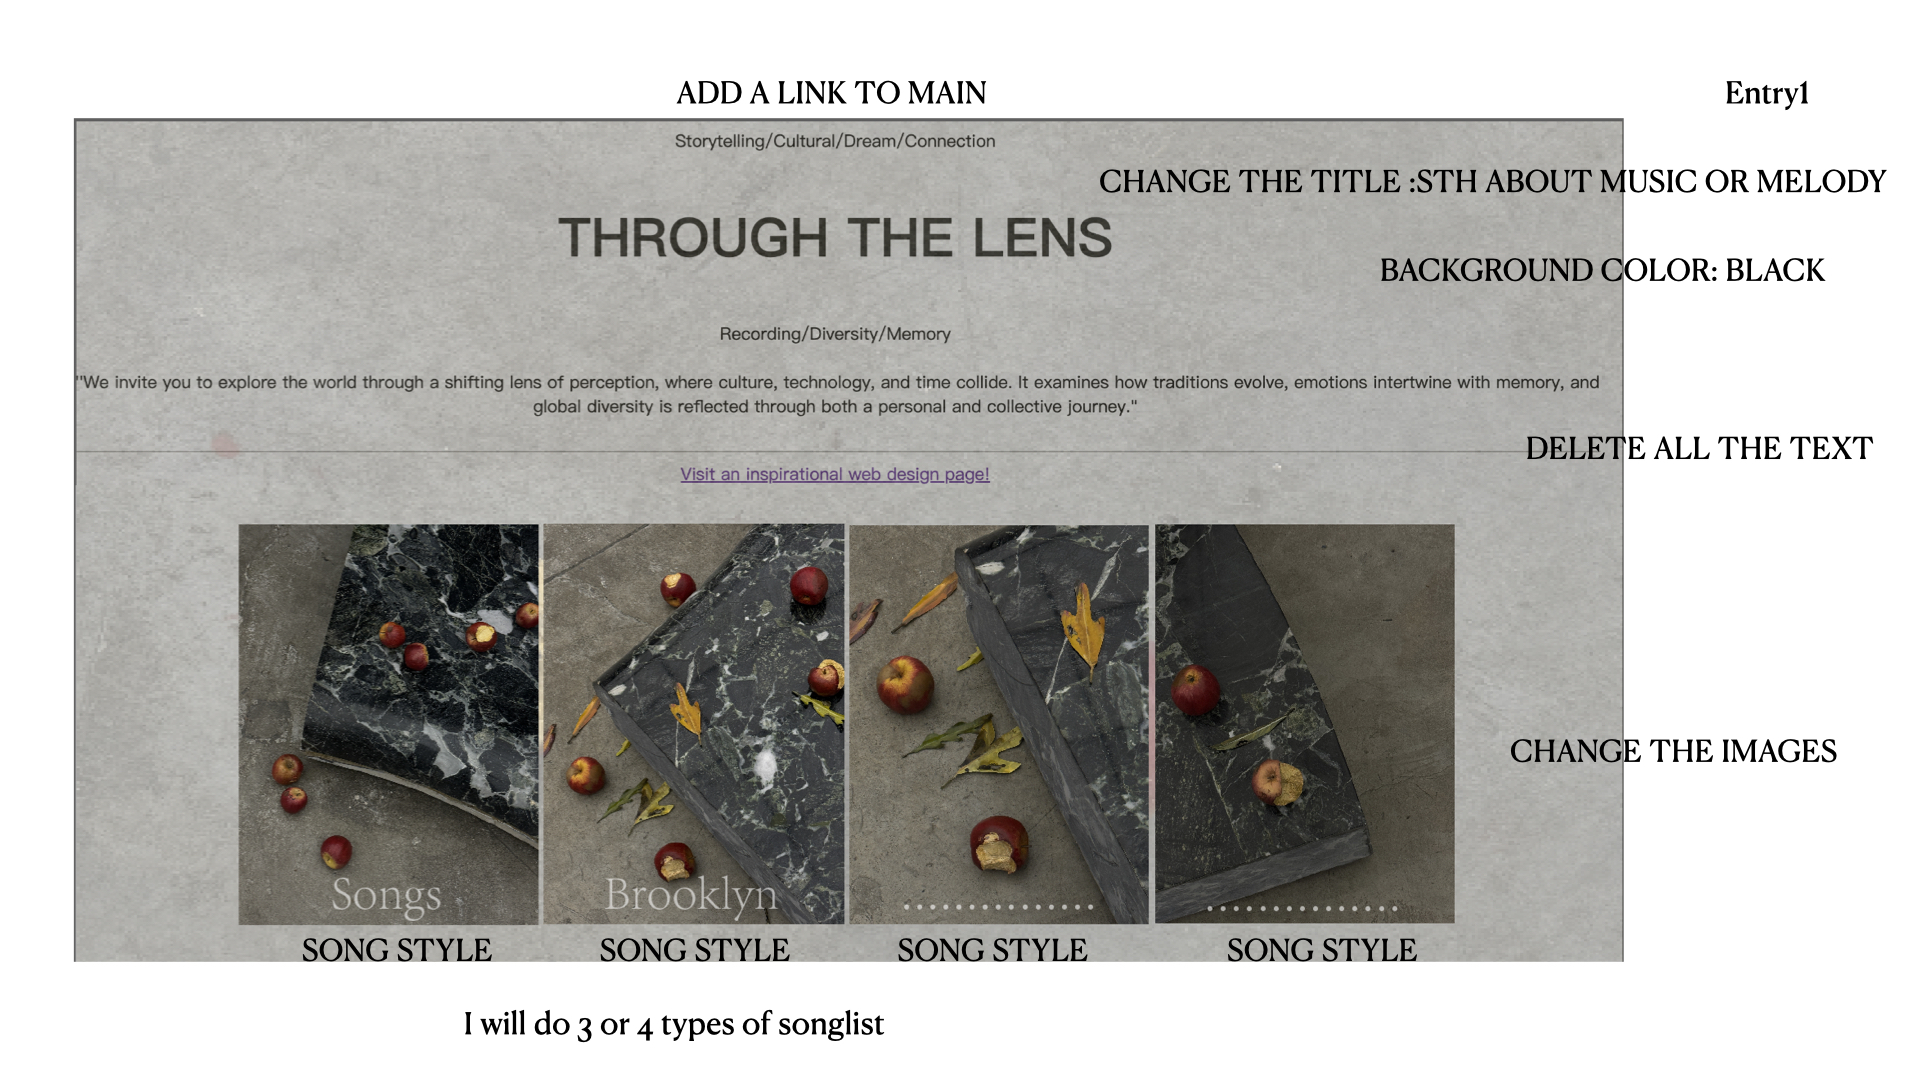 ADD A LINK TO MAIN
Entry1
Storytelling/Cultural/Dream/Connection
CHANGE THE TITLE :STH ABOUT MUSIC OR MELODY
THROUGH THE LENS
BACKGROUND COLOR: BLACK
Recording/Diversity/Memory
"We invite you to explore the world through a shifting lens of perception, where culture, technology, and time collide. It examines how traditions evolve, emotions intertwine with memory, and
global diversity is reflected through both a personal and collective journey."
DELETE ALL THE TEXT
Visit an inspirational web design page!
CHANGE THE IMAGES
Songs
Brooklyn
...............
...............
SONG STYLE
SONG STYLE
SONG STYLE
SONG STYLE
I will do 3 or 4 types of songlist